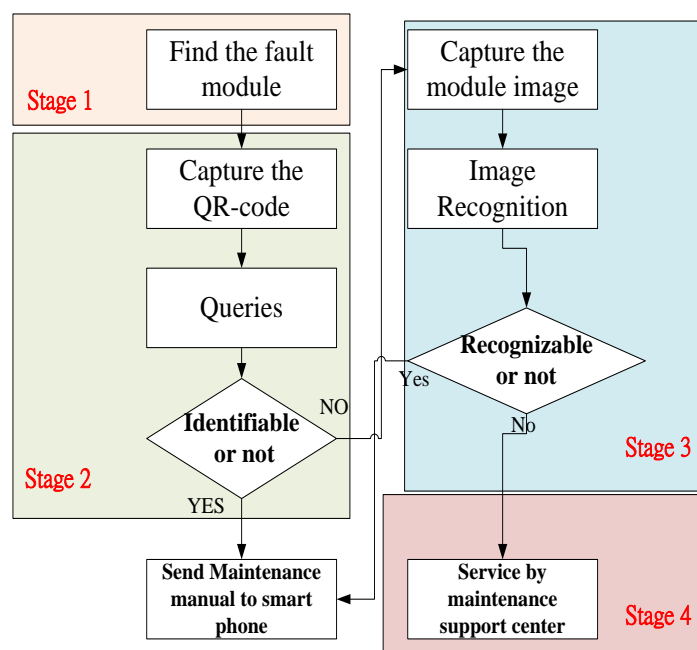 Find the fault
module
Stage 1
Capture the
QR-code
Queries
Identifiable
or not
NO
YES
Stage 2
Send Maintenance
manual to smart
phone
Capture the
module image
Image
Recognition
Recognizable
or not
Yes
No
Stage 3
Service by
maintenance
support center
Stage 4